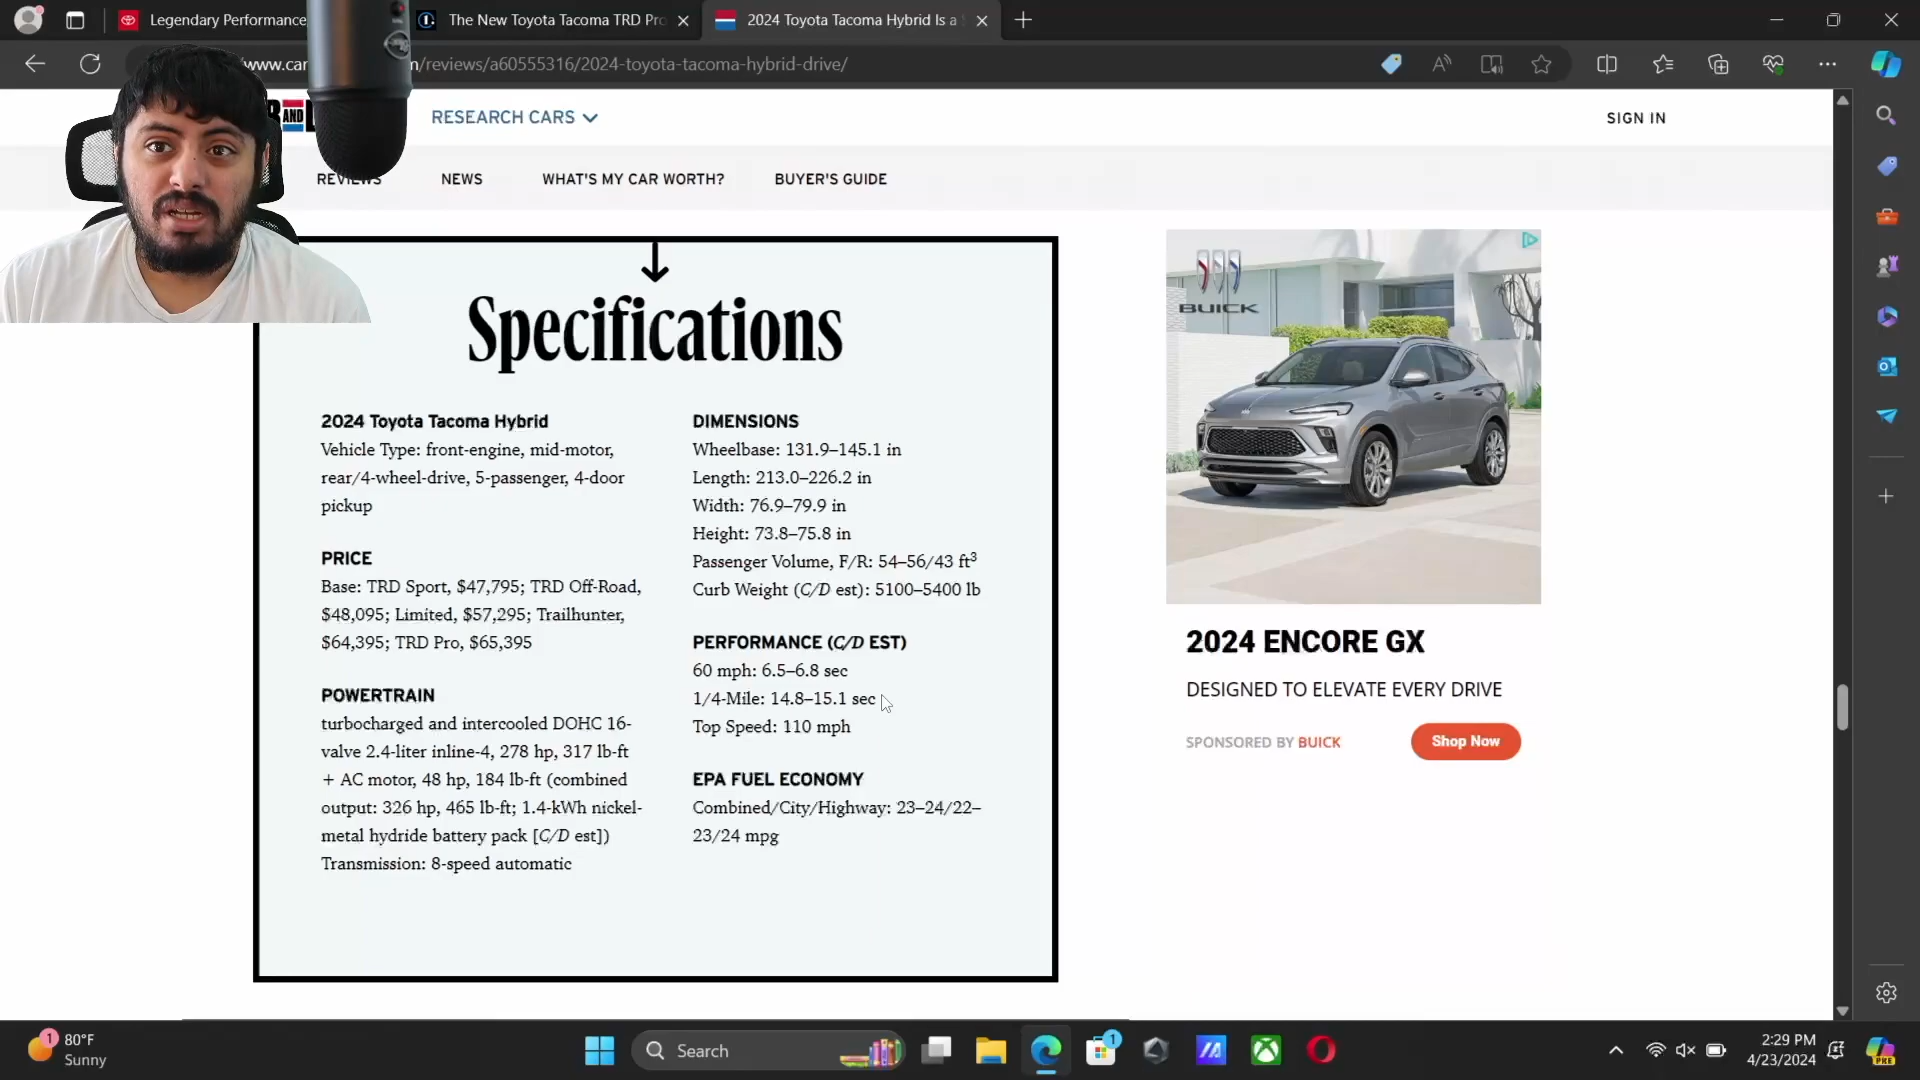 Legendary Performance
The New Toyota Tacoma TRD Pro
2024 Toyota Tacoma Hybrid Is a
/reviews/a60555316/2024-toyota-tacoma-hybrid-drive/
AND
RESEARCH CARS
SIGN IN
REVIEWS
NEWS
WHAT'S MY CAR WORTH?
BUYER'S GUIDE
Specifications
2024 Toyota Tacoma Hybrid
Vehicle Type: front-engine, mid-motor,
rear/4-wheel-drive, 5-passenger, 4-door
pickup
PRICE
Base: TRD Sport, $47,795; TRD Off-Road,
$48,095; Limited, $57,295; Trailhunter,
$64,395; TRD Pro, $65,395
POWERTRAIN
turbocharged and intercooled DOHC 16-
valve 2.4-liter inline-4, 278 hp, 317 lb-ft
+ AC motor, 48 hp, 184 lb-ft (combined
output: 326 hp, 465 lb-ft; 1.4-kWh nickel-
metal hydride battery pack [C/D est])
Transmission: 8-speed automatic
DIMENSIONS
Wheelbase: 131.9–145.1 in
Length: 213.0–226.2 in
Width: 76.9–79.9 in
Height: 73.8–75.8 in
Passenger Volume, F/R: 54–56/43 ft³
Curb Weight (C/D est): 5100–5400 lb
PERFORMANCE (C/D EST)
60 mph: 6.5–6.8 sec
1/4-Mile: 14.8–15.1 sec
Top Speed: 110 mph
EPA FUEL ECONOMY
Combined/City/Highway: 23–24/22–
23/24 mpg
BUICK
2024 ENCORE GX
DESIGNED TO ELEVATE EVERY DRIVE
SPONSORED BY BUICK
Shop Now
1
80°F
Sunny
Search
1
2:29 PM
4/23/2024
PRE